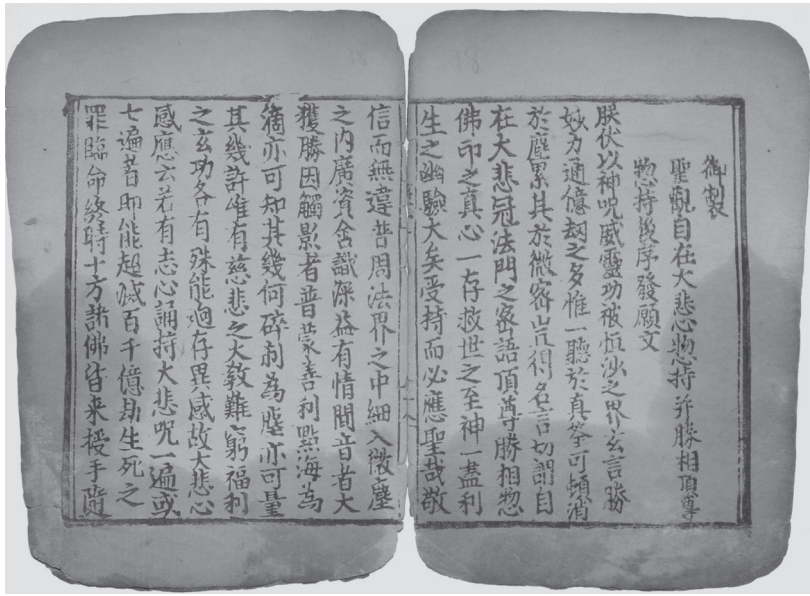 御製
聖觀自在大悲心惣持并勝相頂尊
惣持後序發願文
朕伏以神呪威靈功被恒沙之界玄言勝
妙力通億劫之多惟一聽於真筌可頓消
於塵累其於微密豈得名言切謂自
在大悲冠法門之密語頂尊勝相惣
佛印之真心一存救世之至神一盡利
生之幽驗大矣受持而必應聖哉敬
信而無違普周法界之中細入微塵
之内廣資含識深益有情聞音者大
獲勝因觸影者普蒙善利點海為
滴亦可知其幾何碎刹為塵亦可量
其幾許唯有慈悲之大教難窮福利
之玄功各有殊能迥存異感故大悲心
感應云若有志心誦持大悲呪一遍或
七遍者即能超滅百千億劫生死之
罪臨命終時十方諸佛皆来授手隨